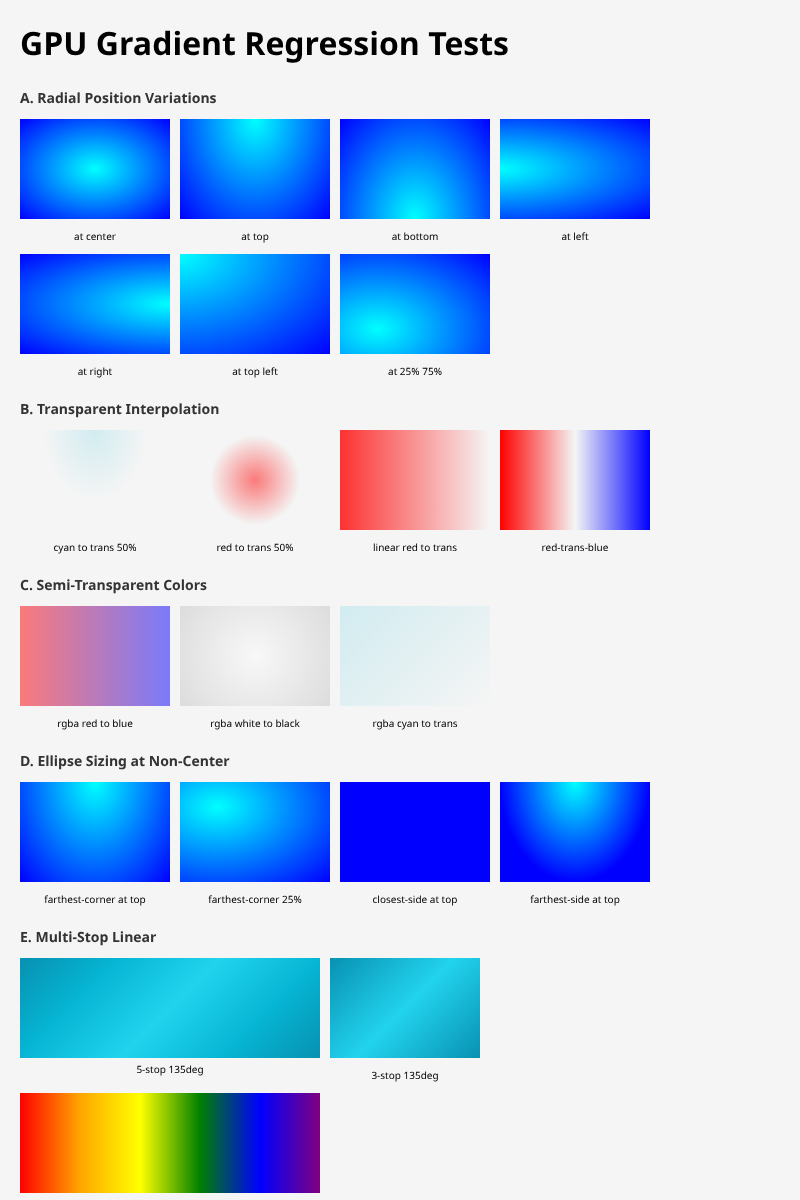 GPU Gradient Regression Tests
A. Radial Position Variations
at center
at top
at bottom
at left
at right
at top left
at 25% 75%
B. Transparent Interpolation
cyan to trans 50%
red to trans 50%
linear red to trans
red-trans-blue
C. Semi-Transparent Colors
rgba red to blue
rgba white to black
rgba cyan to trans
D. Ellipse Sizing at Non-Center
farthest-corner at top
farthest-corner 25%
closest-side at top
farthest-side at top
E. Multi-Stop Linear
5-stop 135deg
3-stop 135deg